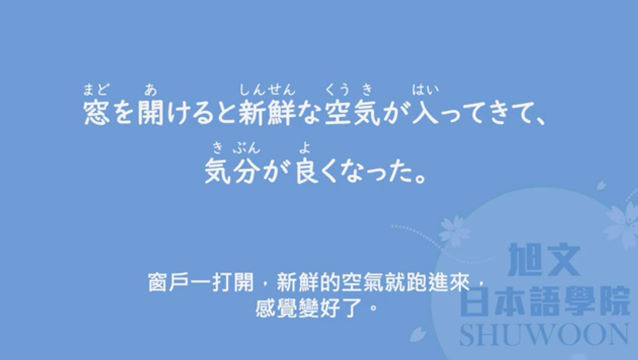 まど あ しんせん くう き はい
窓を開けると新鮮な空気が入ってきて、
き ぶん よ
気分が良くなった。
窗戶一打開，新鮮的空氣就跑進來，
感覺變好了。
旭文
日本語學院
SHUWOON